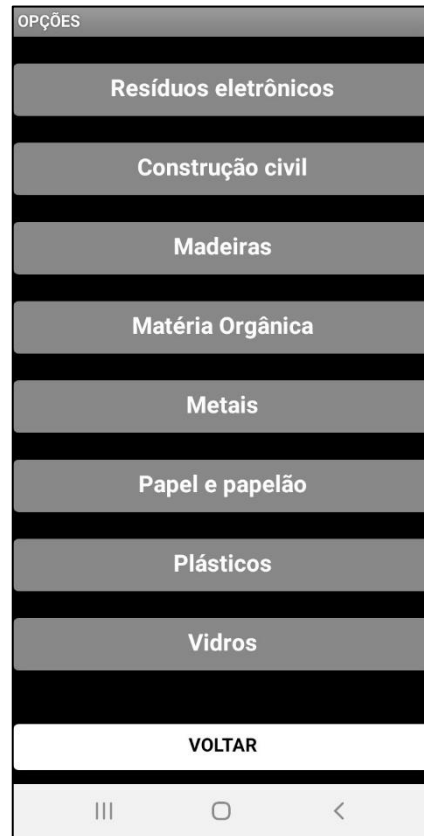 OPÇÕES
Resíduos eletrônicos
Construção civil
Madeiras
Matéria Orgânica
Metais
Papel e papelão
Plásticos
Vidros
VOLTAR